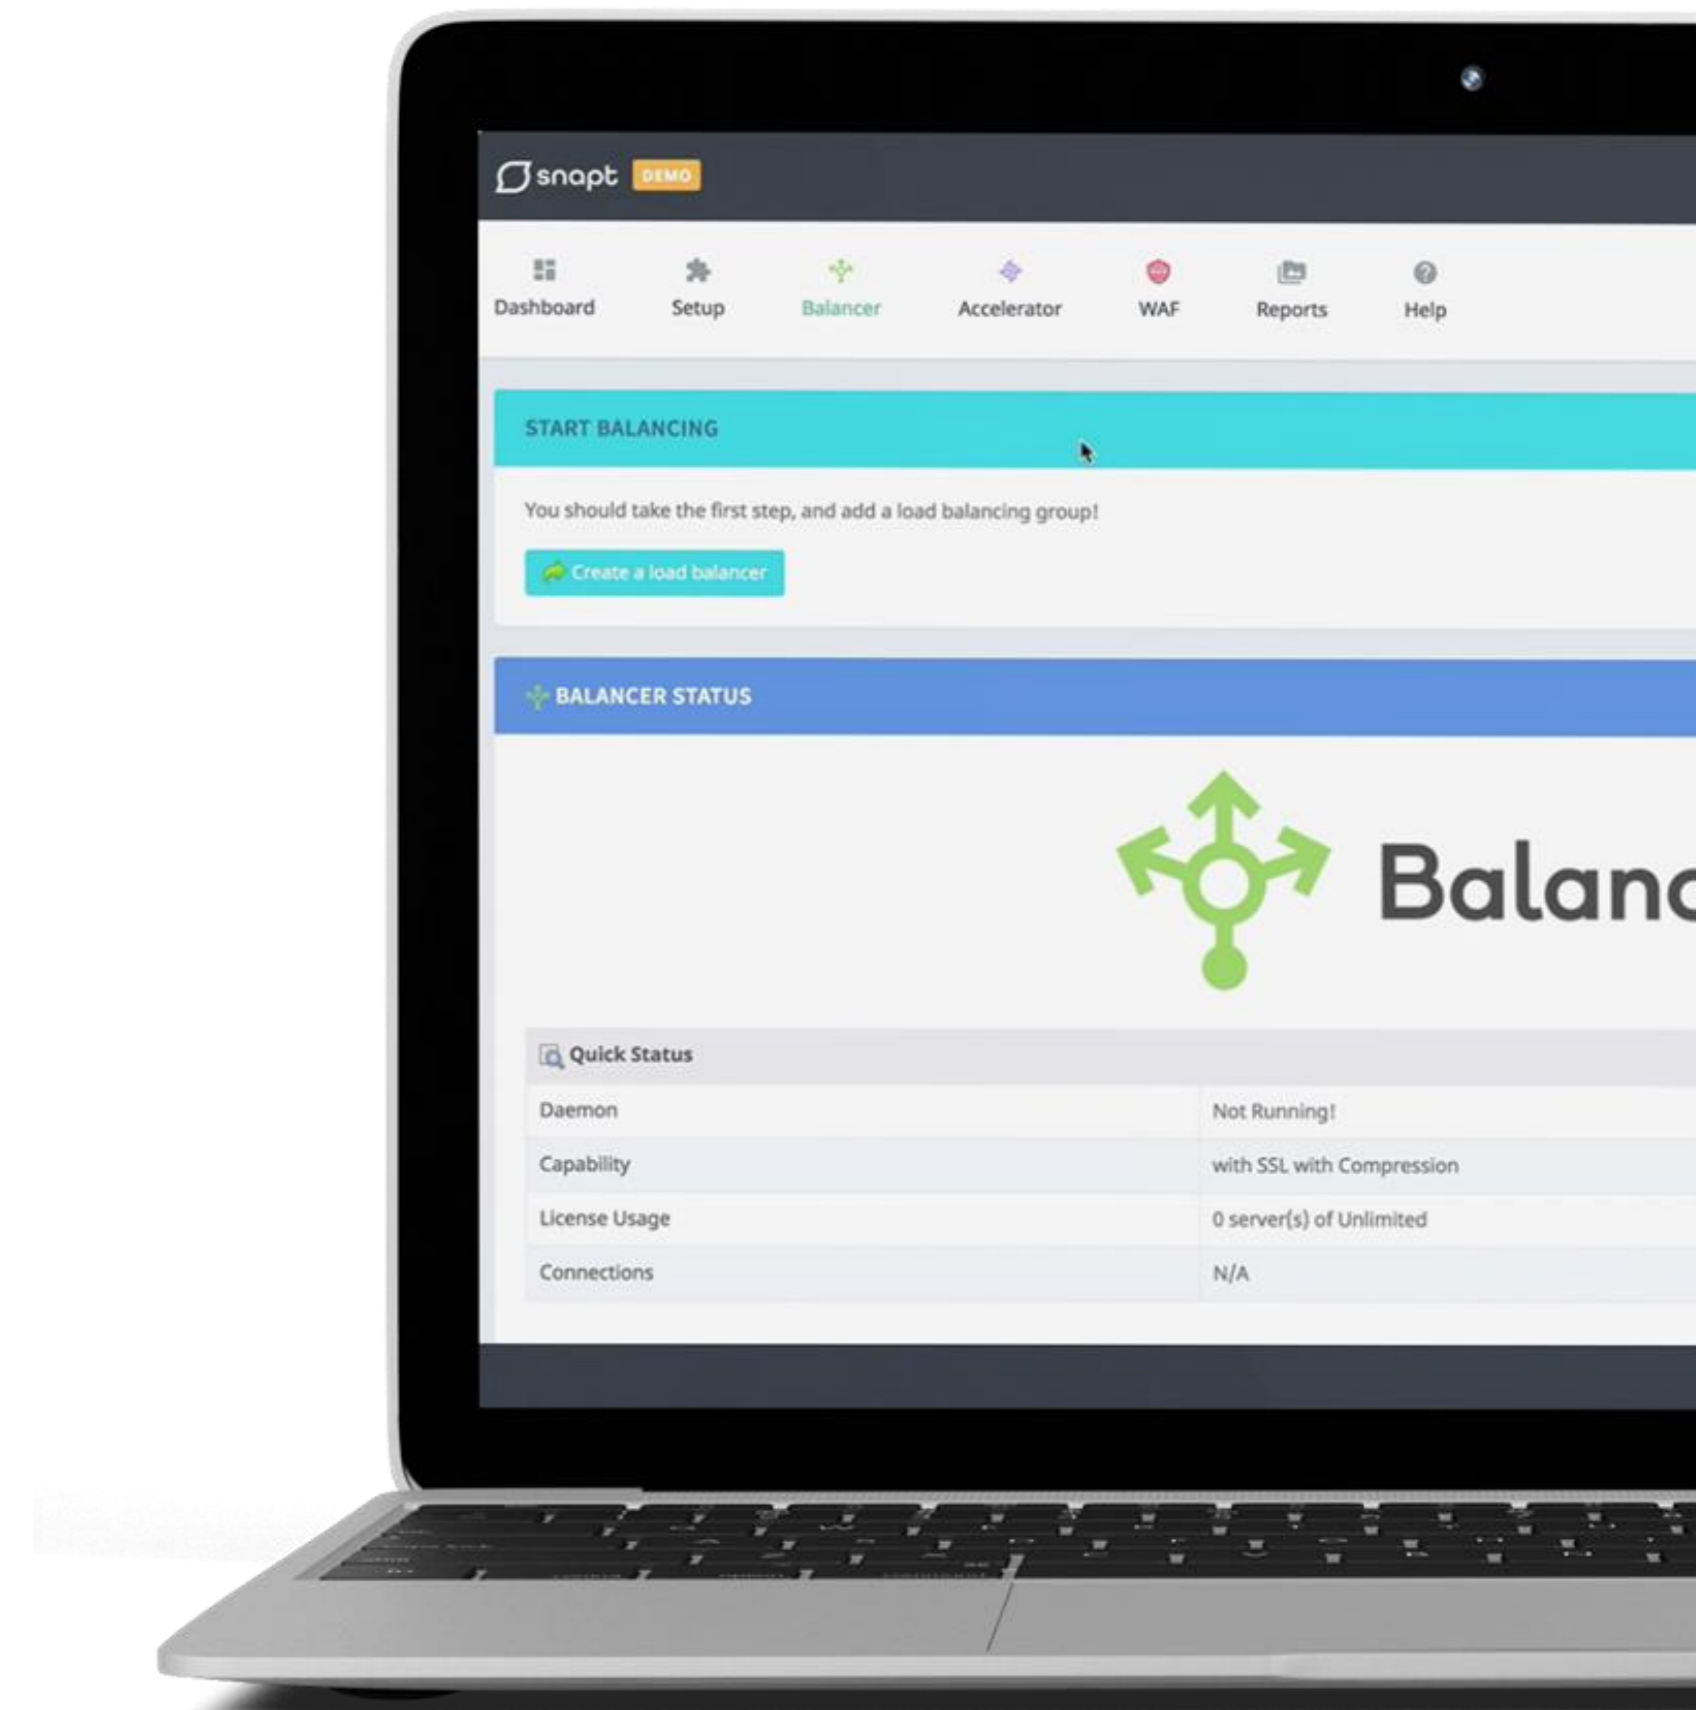 snapt DEMO
Dashboard Setup Balancer Accelerator WAF Reports Help
START BALANCING
You should take the first step, and add a load balancing group!
Create a load balancer
BALANCER STATUS
Balanc
Quick Status
Daemon Not Running!
Capability with SSL with Compression
License Usage 0 server(s) of Unlimited
Connections N/A